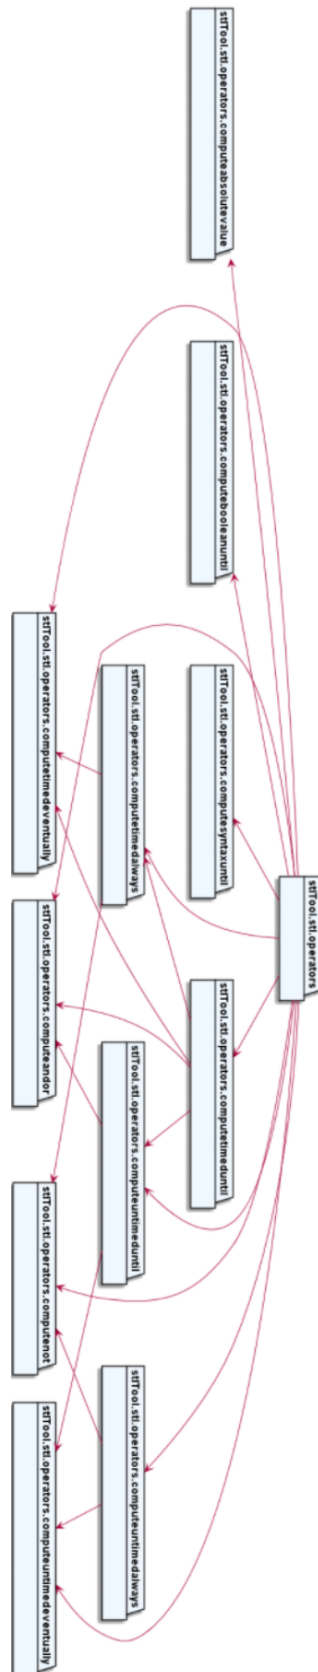 stlTool.stl.operators
stlTool.stl.operators.computeabsolutevalue
stlTool.stl.operators.computebooleanuntil
stlTool.stl.operators.computesyntaxuntil
stlTool.stl.operators.computetimeduntil
stlTool.stl.operators.computetimedalways
stlTool.stl.operators.computeuntimeduntil
stlTool.stl.operators.computeuntimedalways
stlTool.stl.operators.computetimedeventually
stlTool.stl.operators.computeandor
stlTool.stl.operators.computenot
stlTool.stl.operators.computeuntimedeventually